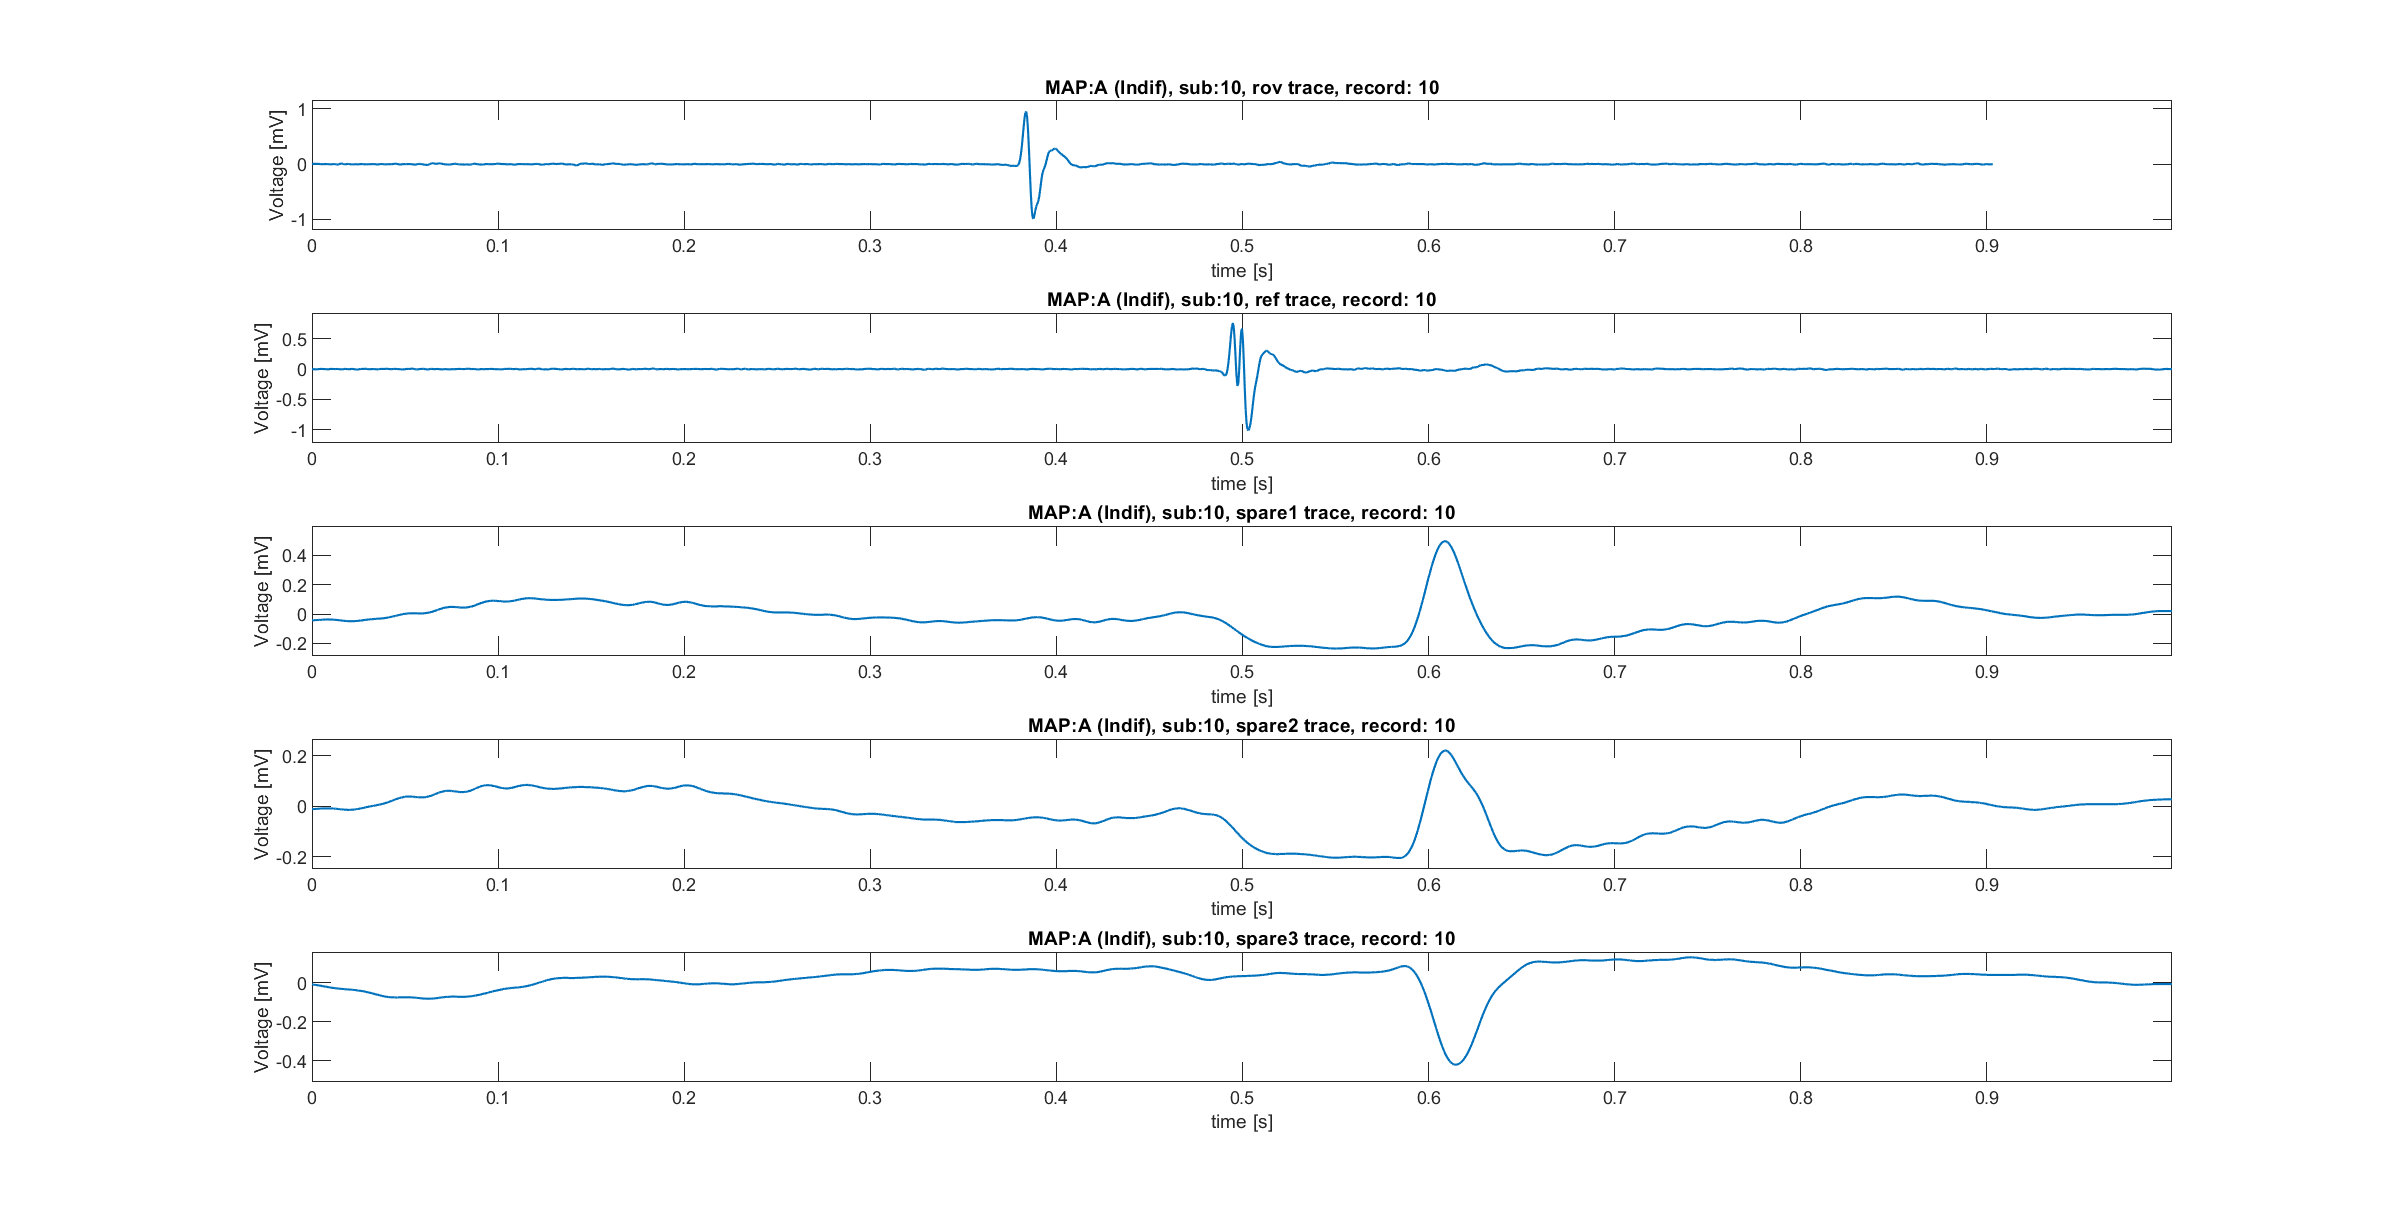 MAP:A (Indif), sub:10, rov trace, record: 10
Voltage [mV]
1
0
-1
0 0.1 0.2 0.3 0.4 0.5 0.6 0.7 0.8 0.9
time [s]
MAP:A (Indif), sub:10, ref trace, record: 10
Voltage [mV]
0.5
0
-0.5
-1
0 0.1 0.2 0.3 0.4 0.5 0.6 0.7 0.8 0.9
time [s]
MAP:A (Indif), sub:10, spare1 trace, record: 10
Voltage [mV]
0.4
0.2
0
-0.2
0 0.1 0.2 0.3 0.4 0.5 0.6 0.7 0.8 0.9
time [s]
MAP:A (Indif), sub:10, spare2 trace, record: 10
Voltage [mV]
0.2
0
-0.2
0 0.1 0.2 0.3 0.4 0.5 0.6 0.7 0.8 0.9
time [s]
MAP:A (Indif), sub:10, spare3 trace, record: 10
Voltage [mV]
0
-0.2
-0.4
0 0.1 0.2 0.3 0.4 0.5 0.6 0.7 0.8 0.9
time [s]